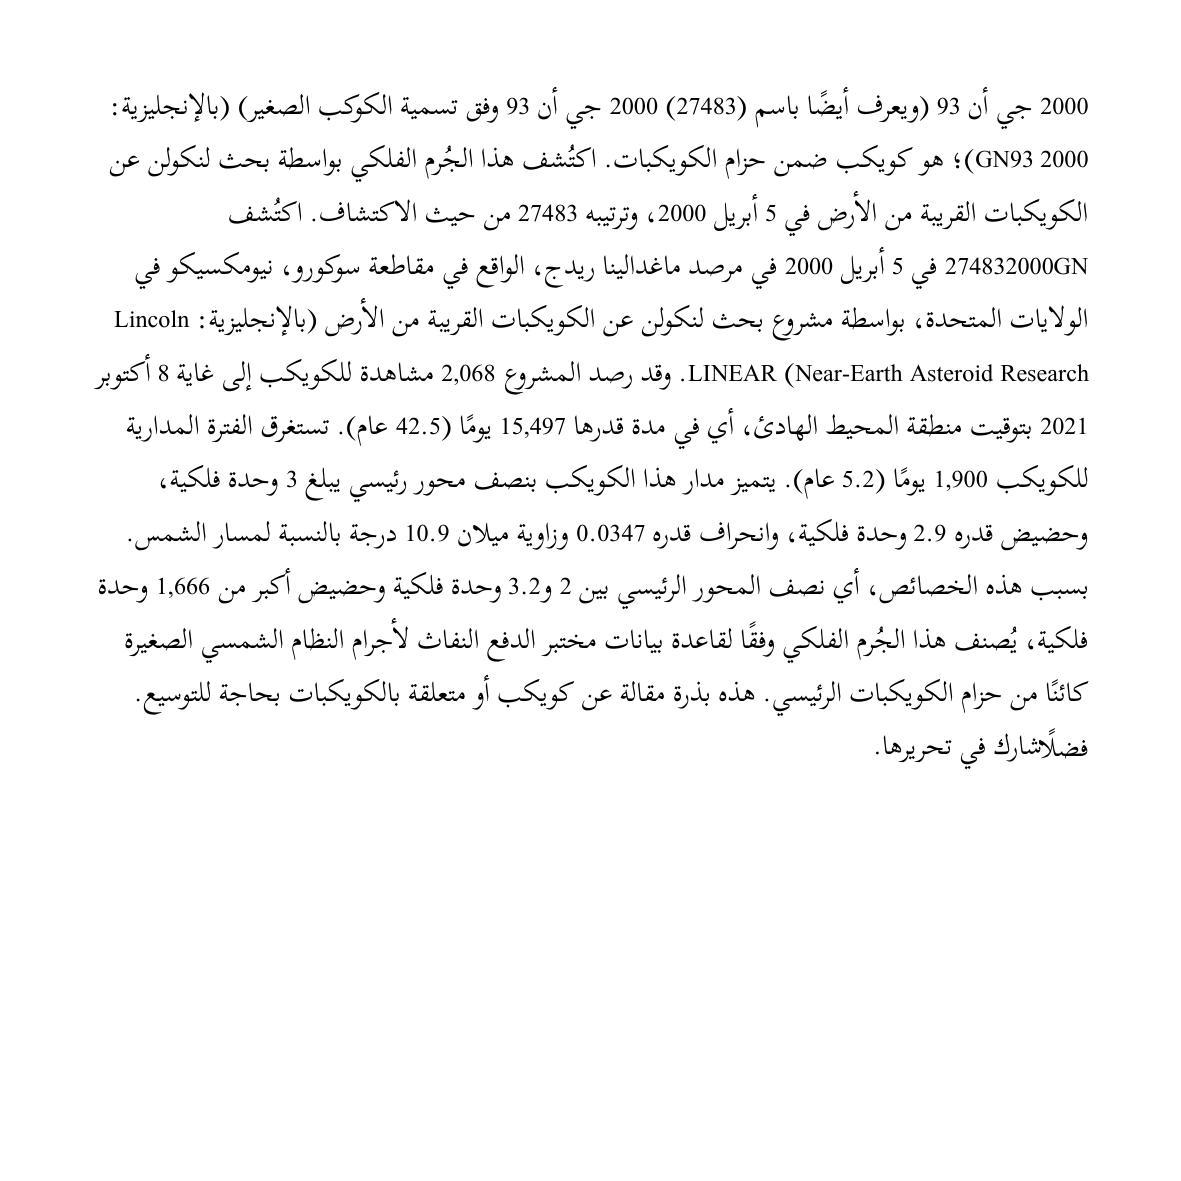 2000 جي أن 93 (ويعرف أيضًا باسم (27483) 2000 جي أن 93 وفق تسمية الكوكب الصغير) (بالإنجليزية:
2000 GN93)؛ هو كويكب ضمن حزام الكويكبات. اكتُشف هذا الجُرم الفلكي بواسطة بحث لنكولن عن
الكويكبات القريبة من الأرض في 5 أبريل 2000، وترتيبه 27483 من حيث الاكتشاف. اكتُشف
274832000GN في 5 أبريل 2000 في مرصد ماغدالينا ريدج، الواقع في مقاطعة سوكورو، نيومكسيكو في
الولايات المتحدة، بواسطة مشروع بحث لنكولن عن الكويكبات القريبة من الأرض (بالإنجليزية: Lincoln
Near-Earth Asteroid Research) LINEAR. وقد رصد المشروع 2,068 مشاهدة للكويكب إلى غاية 8 أكتوبر
2021 بتوقيت منطقة المحيط الهادئ، أي في مدة قدرها 15,497 يومًا (42.5 عام). تستغرق الفترة المدارية
للكويكب 1,900 يومًا (5.2 عام). يتميز مدار هذا الكويكب بنصف محور رئيسي يبلغ 3 وحدة فلكية،
وحضيض قدره 2.9 وحدة فلكية، وانحراف قدره 0.0347 وزاوية ميلان 10.9 درجة بالنسبة لمسار الشمس.
بسبب هذه الخصائص، أي نصف المحور الرئيسي بين 2 و3.2 وحدة فلكية وحضيض أكبر من 1,666 وحدة
فلكية، يُصنف هذا الجُرم الفلكي وفقًا لقاعدة بيانات مختبر الدفع النفاث لأجرام النظام الشمسي الصغيرة
كائنًا من حزام الكويكبات الرئيسي. هذه بذرة مقالة عن كويكب أو متعلقة بالكويكبات بحاجة للتوسيع.
فضلًاشارك في تحريرها.